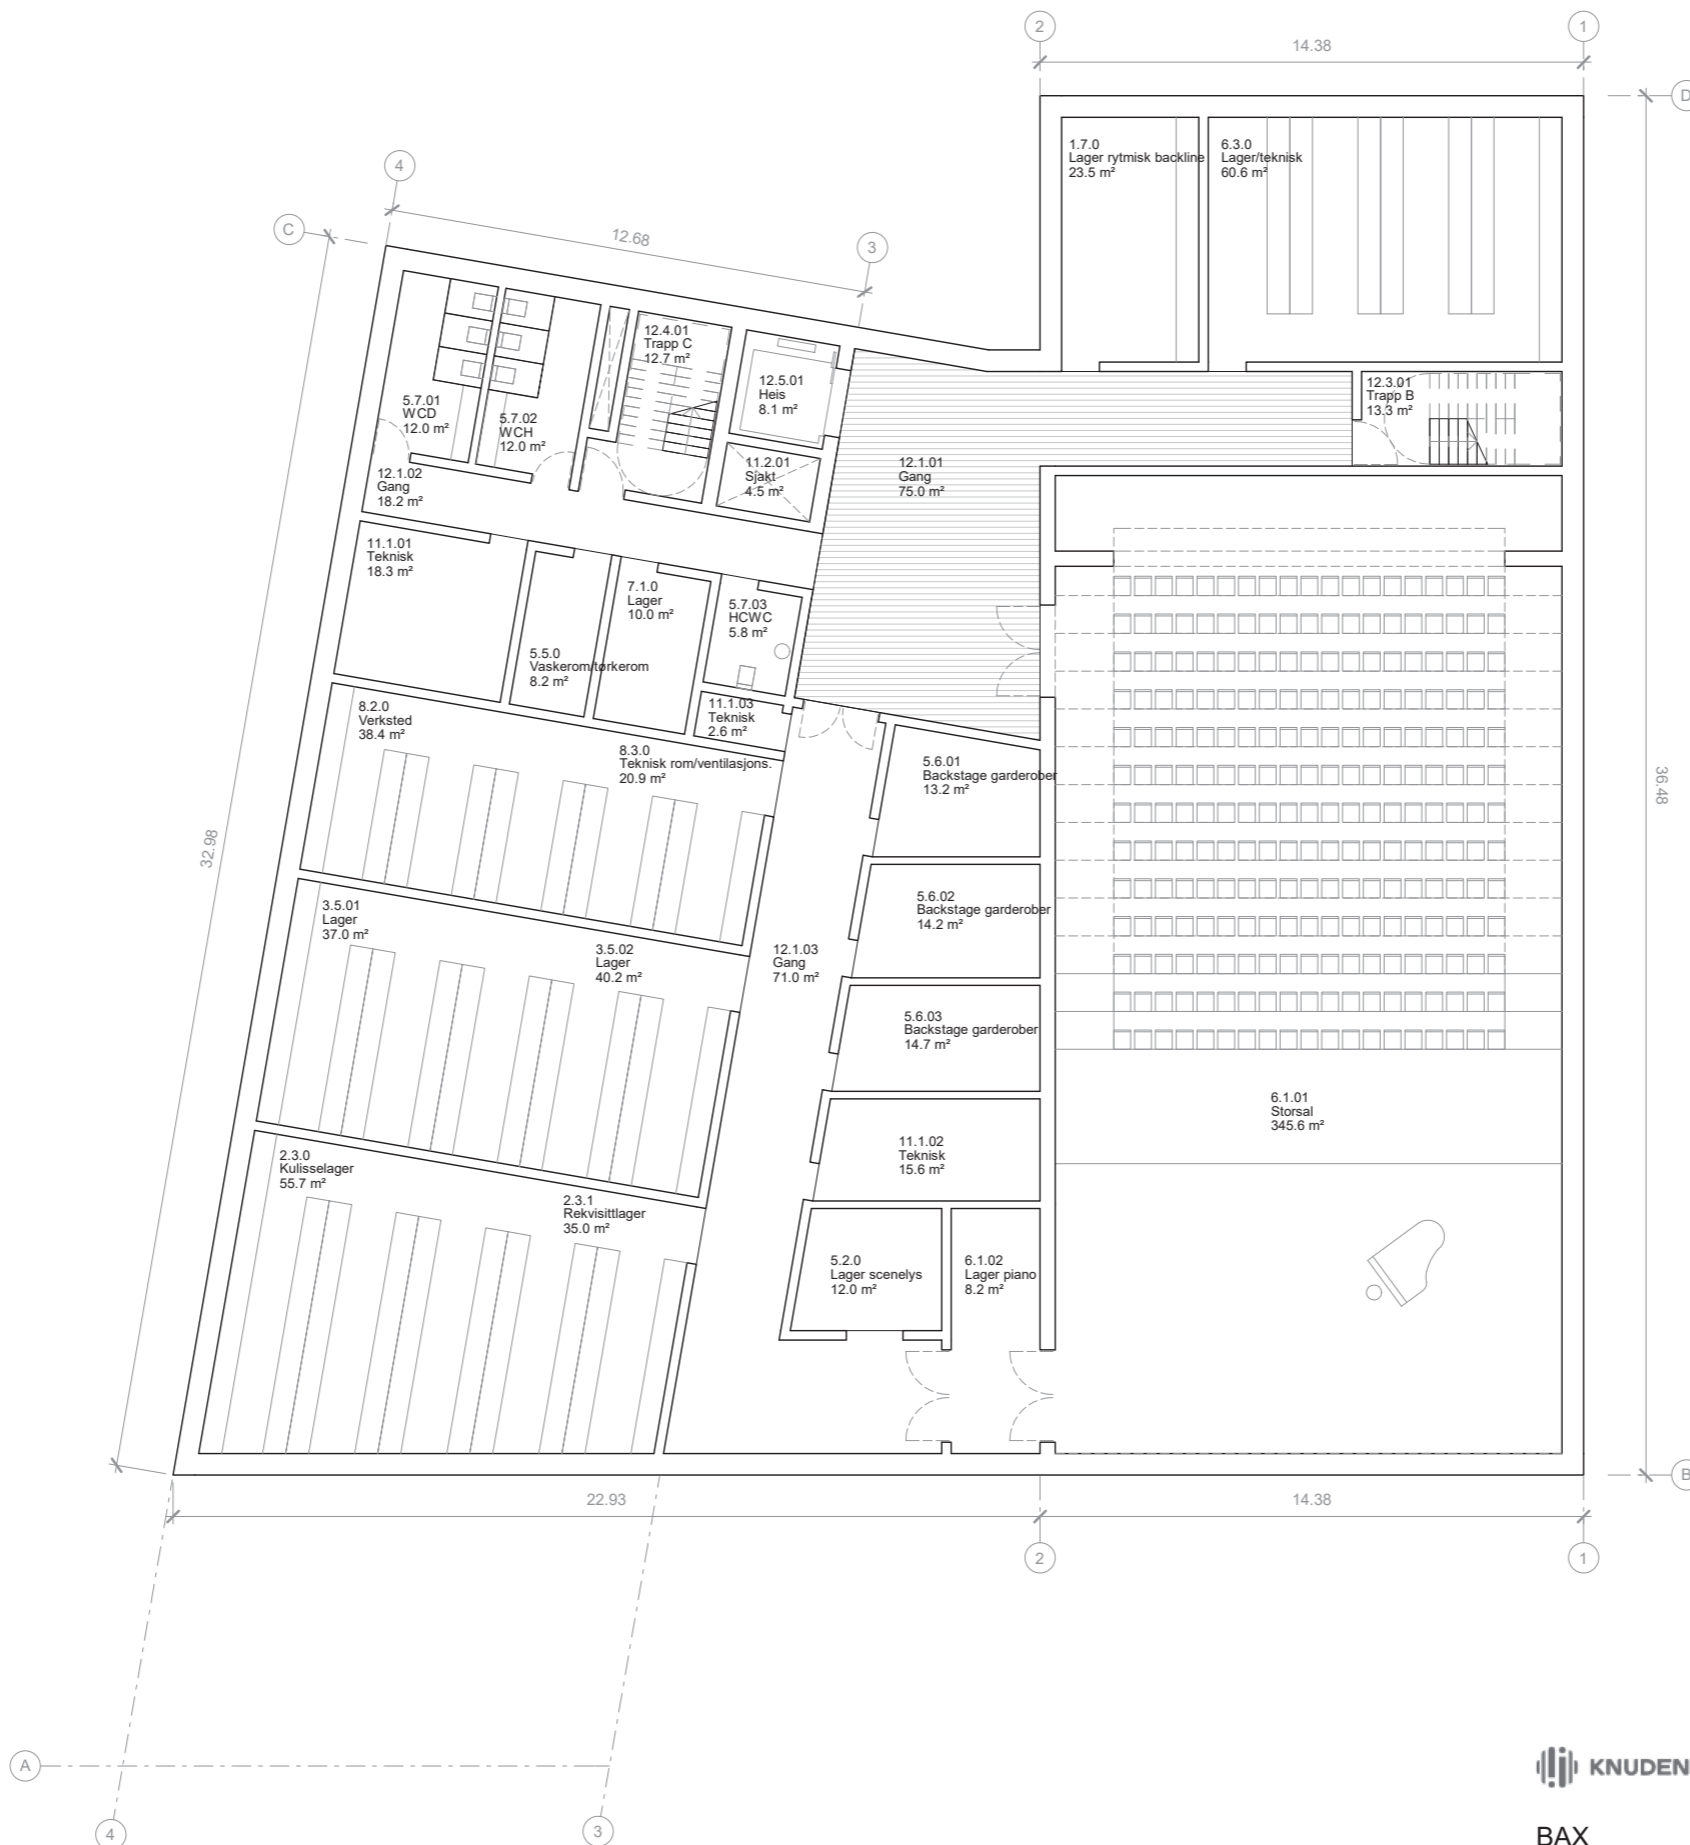 2
1
14.38
D
4
1.7.0
Lager rytmisk backline
23.5 m²
6.3.0
Lager/teknisk
60.6 m²
C
12.68
3
12.4.01
Trapp C
12.7 m²
12.5.01
Heis
8.1 m²
12.3.01
Trapp B
13.3 m²
5.7.01
WCD
12.0 m²
5.7.02
WCH
12.0 m²
12.1.02
Gang
18.2 m²
11.2.01
Sjakt
4.5 m²
12.1.01
Gang
75.0 m²
11.1.01
Teknisk
18.3 m²
7.1.0
Lager
10.0 m²
5.7.03
HCWC
5.8 m²
5.5.0
Vaskerom/tørkerom
8.2 m²
11.1.03
Teknisk
2.6 m²
8.2.0
Verksted
38.4 m²
8.3.0
Teknisk rom/ventilasjons.
20.9 m²
5.6.01
Backstage garderober
13.2 m²
36.48
32.98
3.5.01
Lager
37.0 m²
5.6.02
Backstage garderober
14.2 m²
3.5.02
Lager
40.2 m²
12.1.03
Gang
71.0 m²
5.6.03
Backstage garderober
14.7 m²
6.1.01
Storsal
345.6 m²
11.1.02
Teknisk
15.6 m²
2.3.0
Kulisselager
55.7 m²
2.3.1
Rekvisittlager
35.0 m²
5.2.0
Lager scenelys
12.0 m²
6.1.02
Lager piano
8.2 m²
B
22.93
14.38
2
1
A
4
3
KNUDEN
BAX